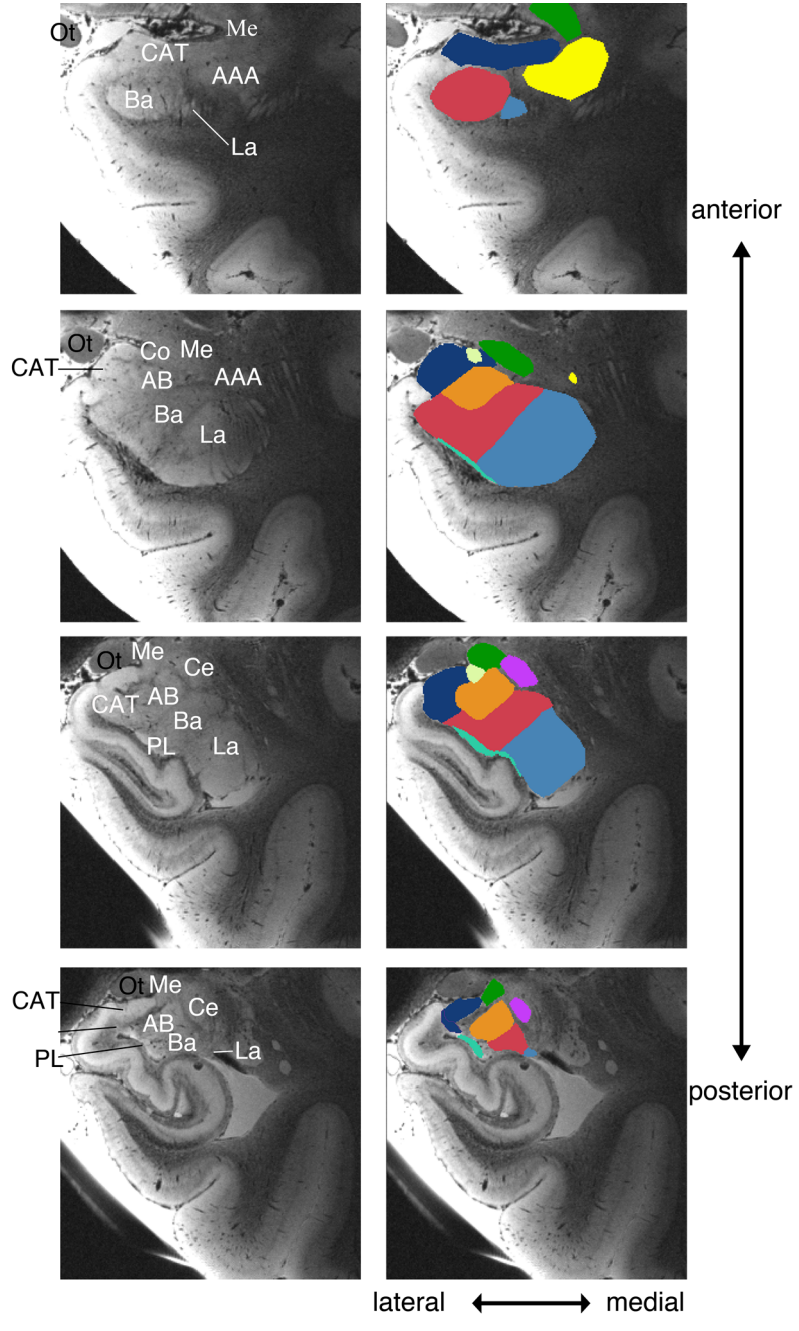 Ot
Me
CAT
AAA
Ba
La
anterior
Ot
Co Me
CAT
AB
AAA
Ba
La
Me
Ot
Ce
AB
CAT
Ba
PL
La
Ot Me
CAT
Ce
AB
Ba
La
PL
posterior
lateral
medial